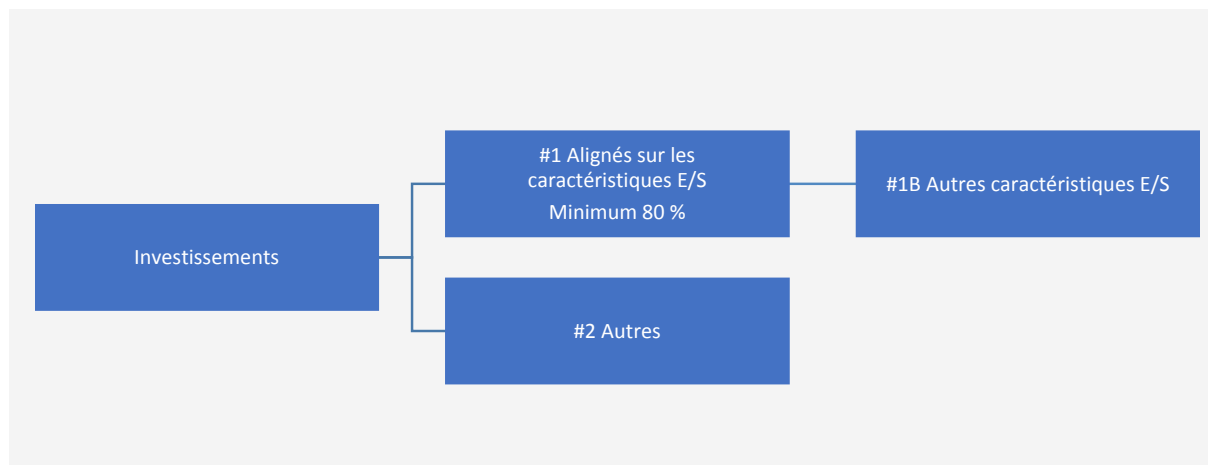 #1 Alignés sur les
caractéristiques E/S
Minimum 80 %
#1B Autres caractéristiques E/S
Investissements
#2 Autres